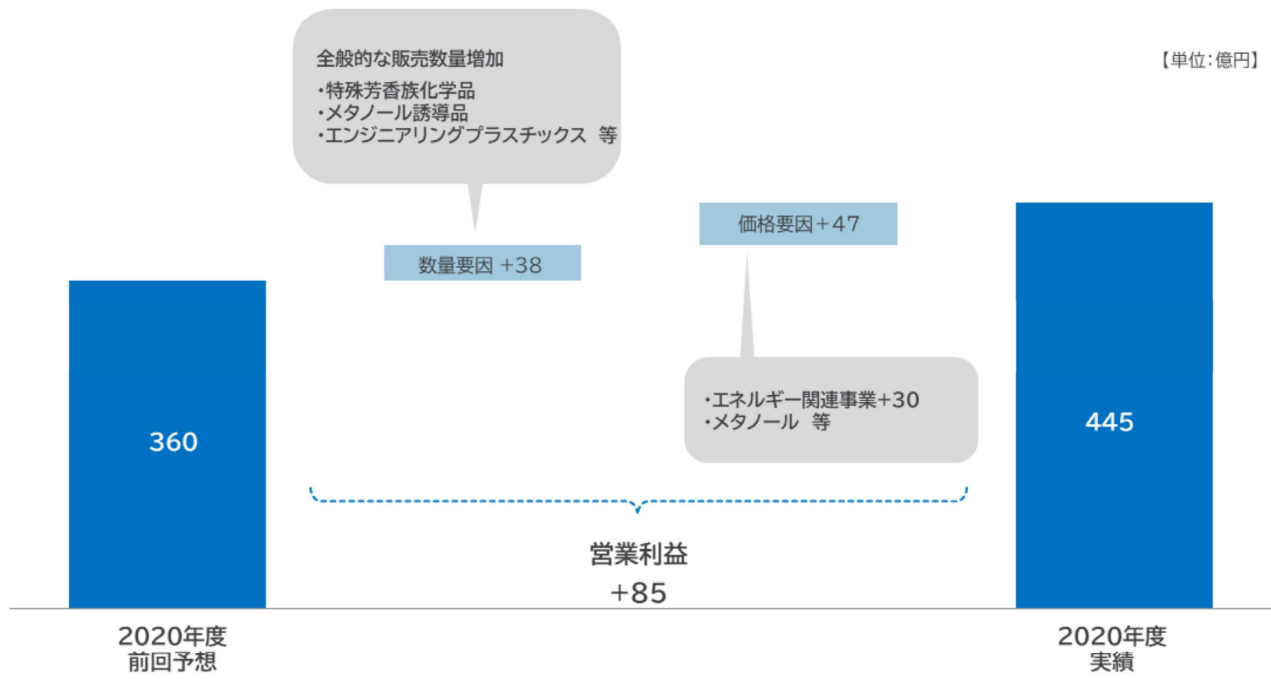 【単位:億円】
全般的な販売数量増加
・特殊芳香族化学品
・メタノール誘導品
・エンジニアリングプラスチックス 等
数量要因 +38
価格要因+47
・エネルギー関連事業+30
・メタノール 等
360
445
営業利益
+85
2020年度
前回予想
2020年度
実績